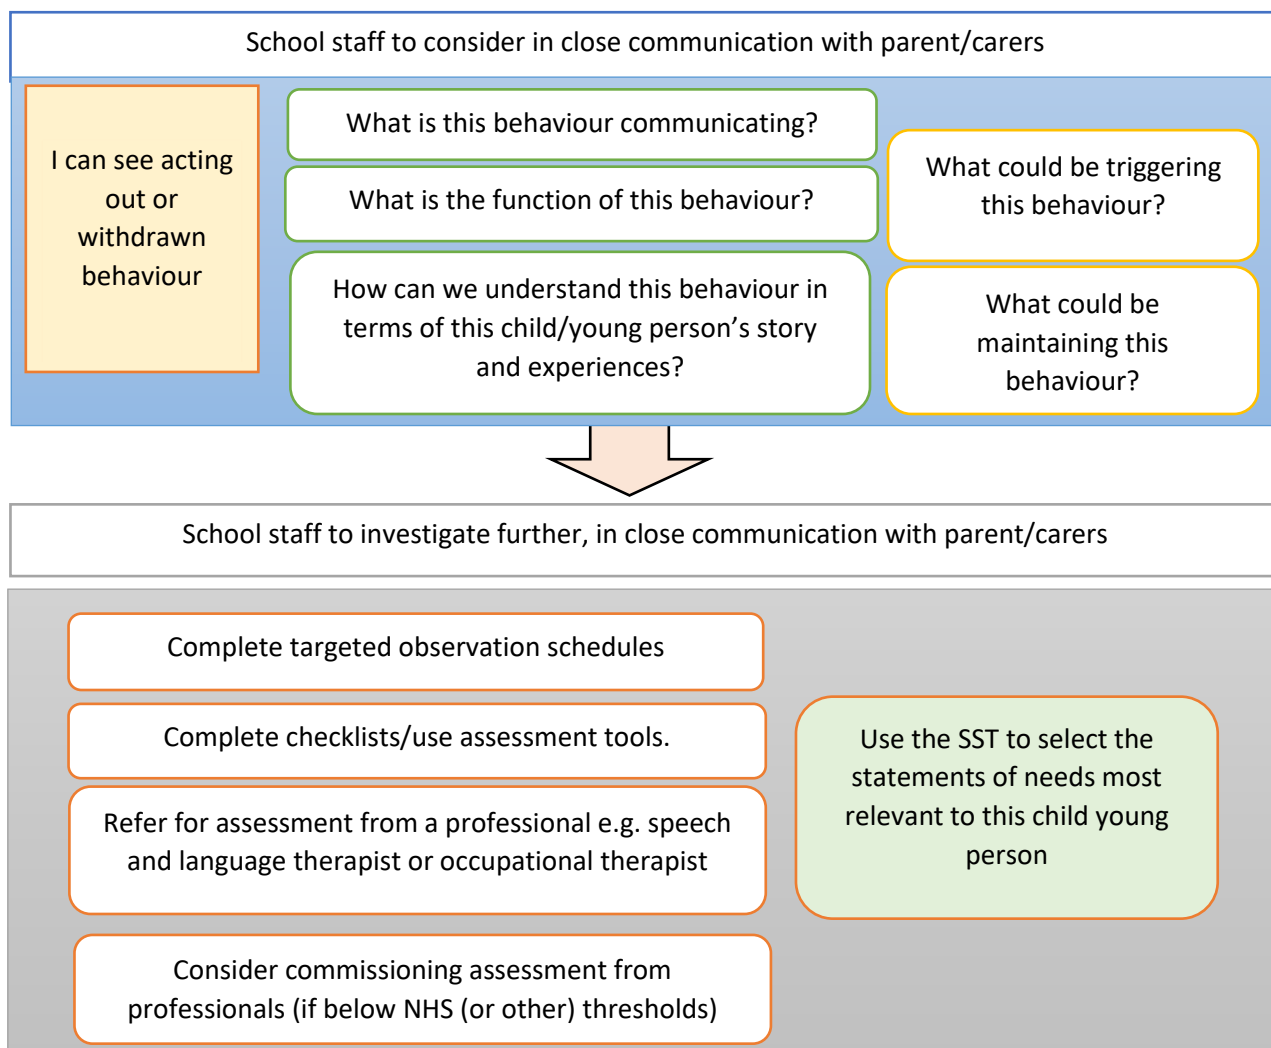 School staff to consider in close communication with parent/carers
I can see acting
out or
withdrawn
behaviour
What is this behaviour communicating?
What is the function of this behaviour?
How can we understand this behaviour in
terms of this child/young person’s story
and experiences?
What could be triggering
this behaviour?
What could be
maintaining this
behaviour?
School staff to investigate further, in close communication with parent/carers
Complete targeted observation schedules
Complete checklists/use assessment tools.
Refer for assessment from a professional e.g. speech
and language therapist or occupational therapist
Consider commissioning assessment from
professionals (if below NHS (or other) thresholds)
Use the SST to select the
statements of needs most
relevant to this child young
person